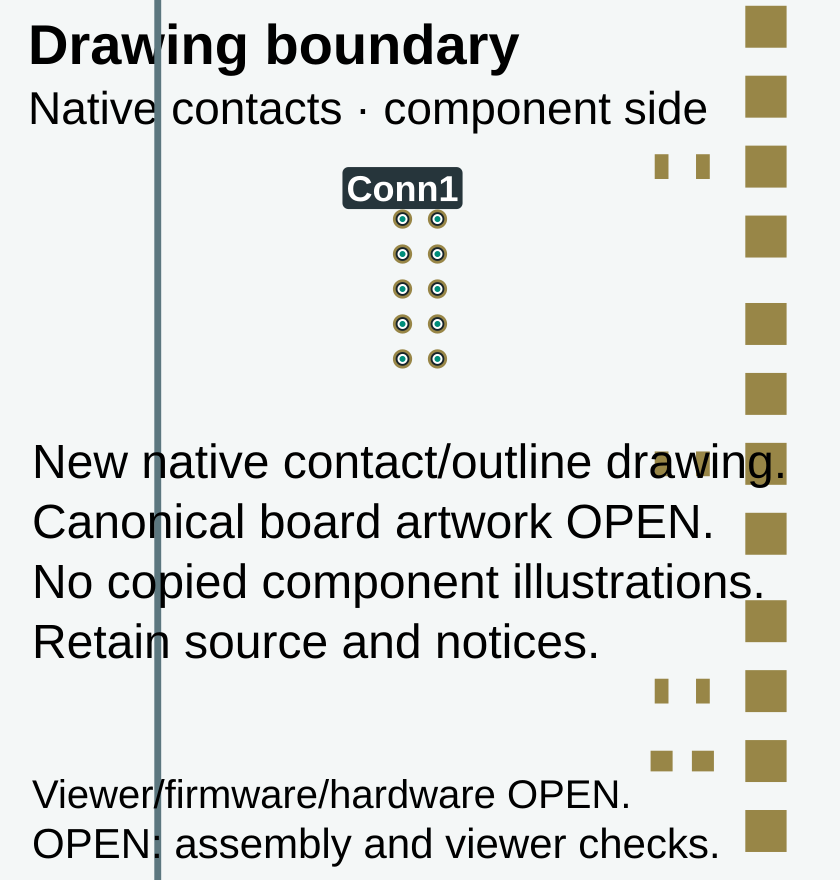 Drawing boundary
Native contacts · component side
Conn1
New native contact/outline drawing.
Canonical board artwork OPEN.
No copied component illustrations.
Retain source and notices.
Viewer/firmware/hardware OPEN.
OPEN: assembly and viewer checks.